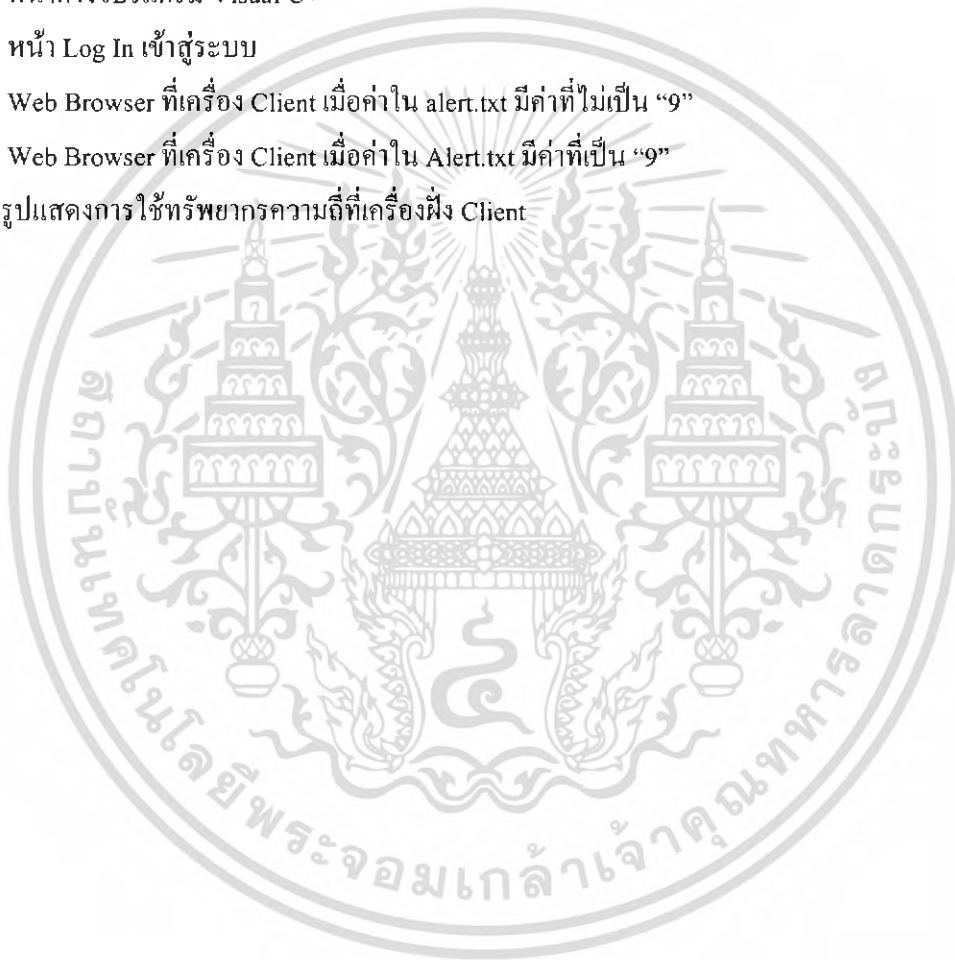 หน้า Log In เข้าสู่ระบบ
Web Browser ที่เครื่อง Client เมื่อค่าใน alert.txt มีค่าที่ไม่เป็น “9”
Web Browser ที่เครื่อง Client เมื่อค่าใน Alert.txt มีค่าที่เป็น “9”
รูปแสดงการใช้ทรัพยากรความถี่ที่เครื่องฝั่ง Client
สถาบันเทคโนโลยีพระจอมเกล้าเจ้าคุณทหารลาดกระบัง
๔